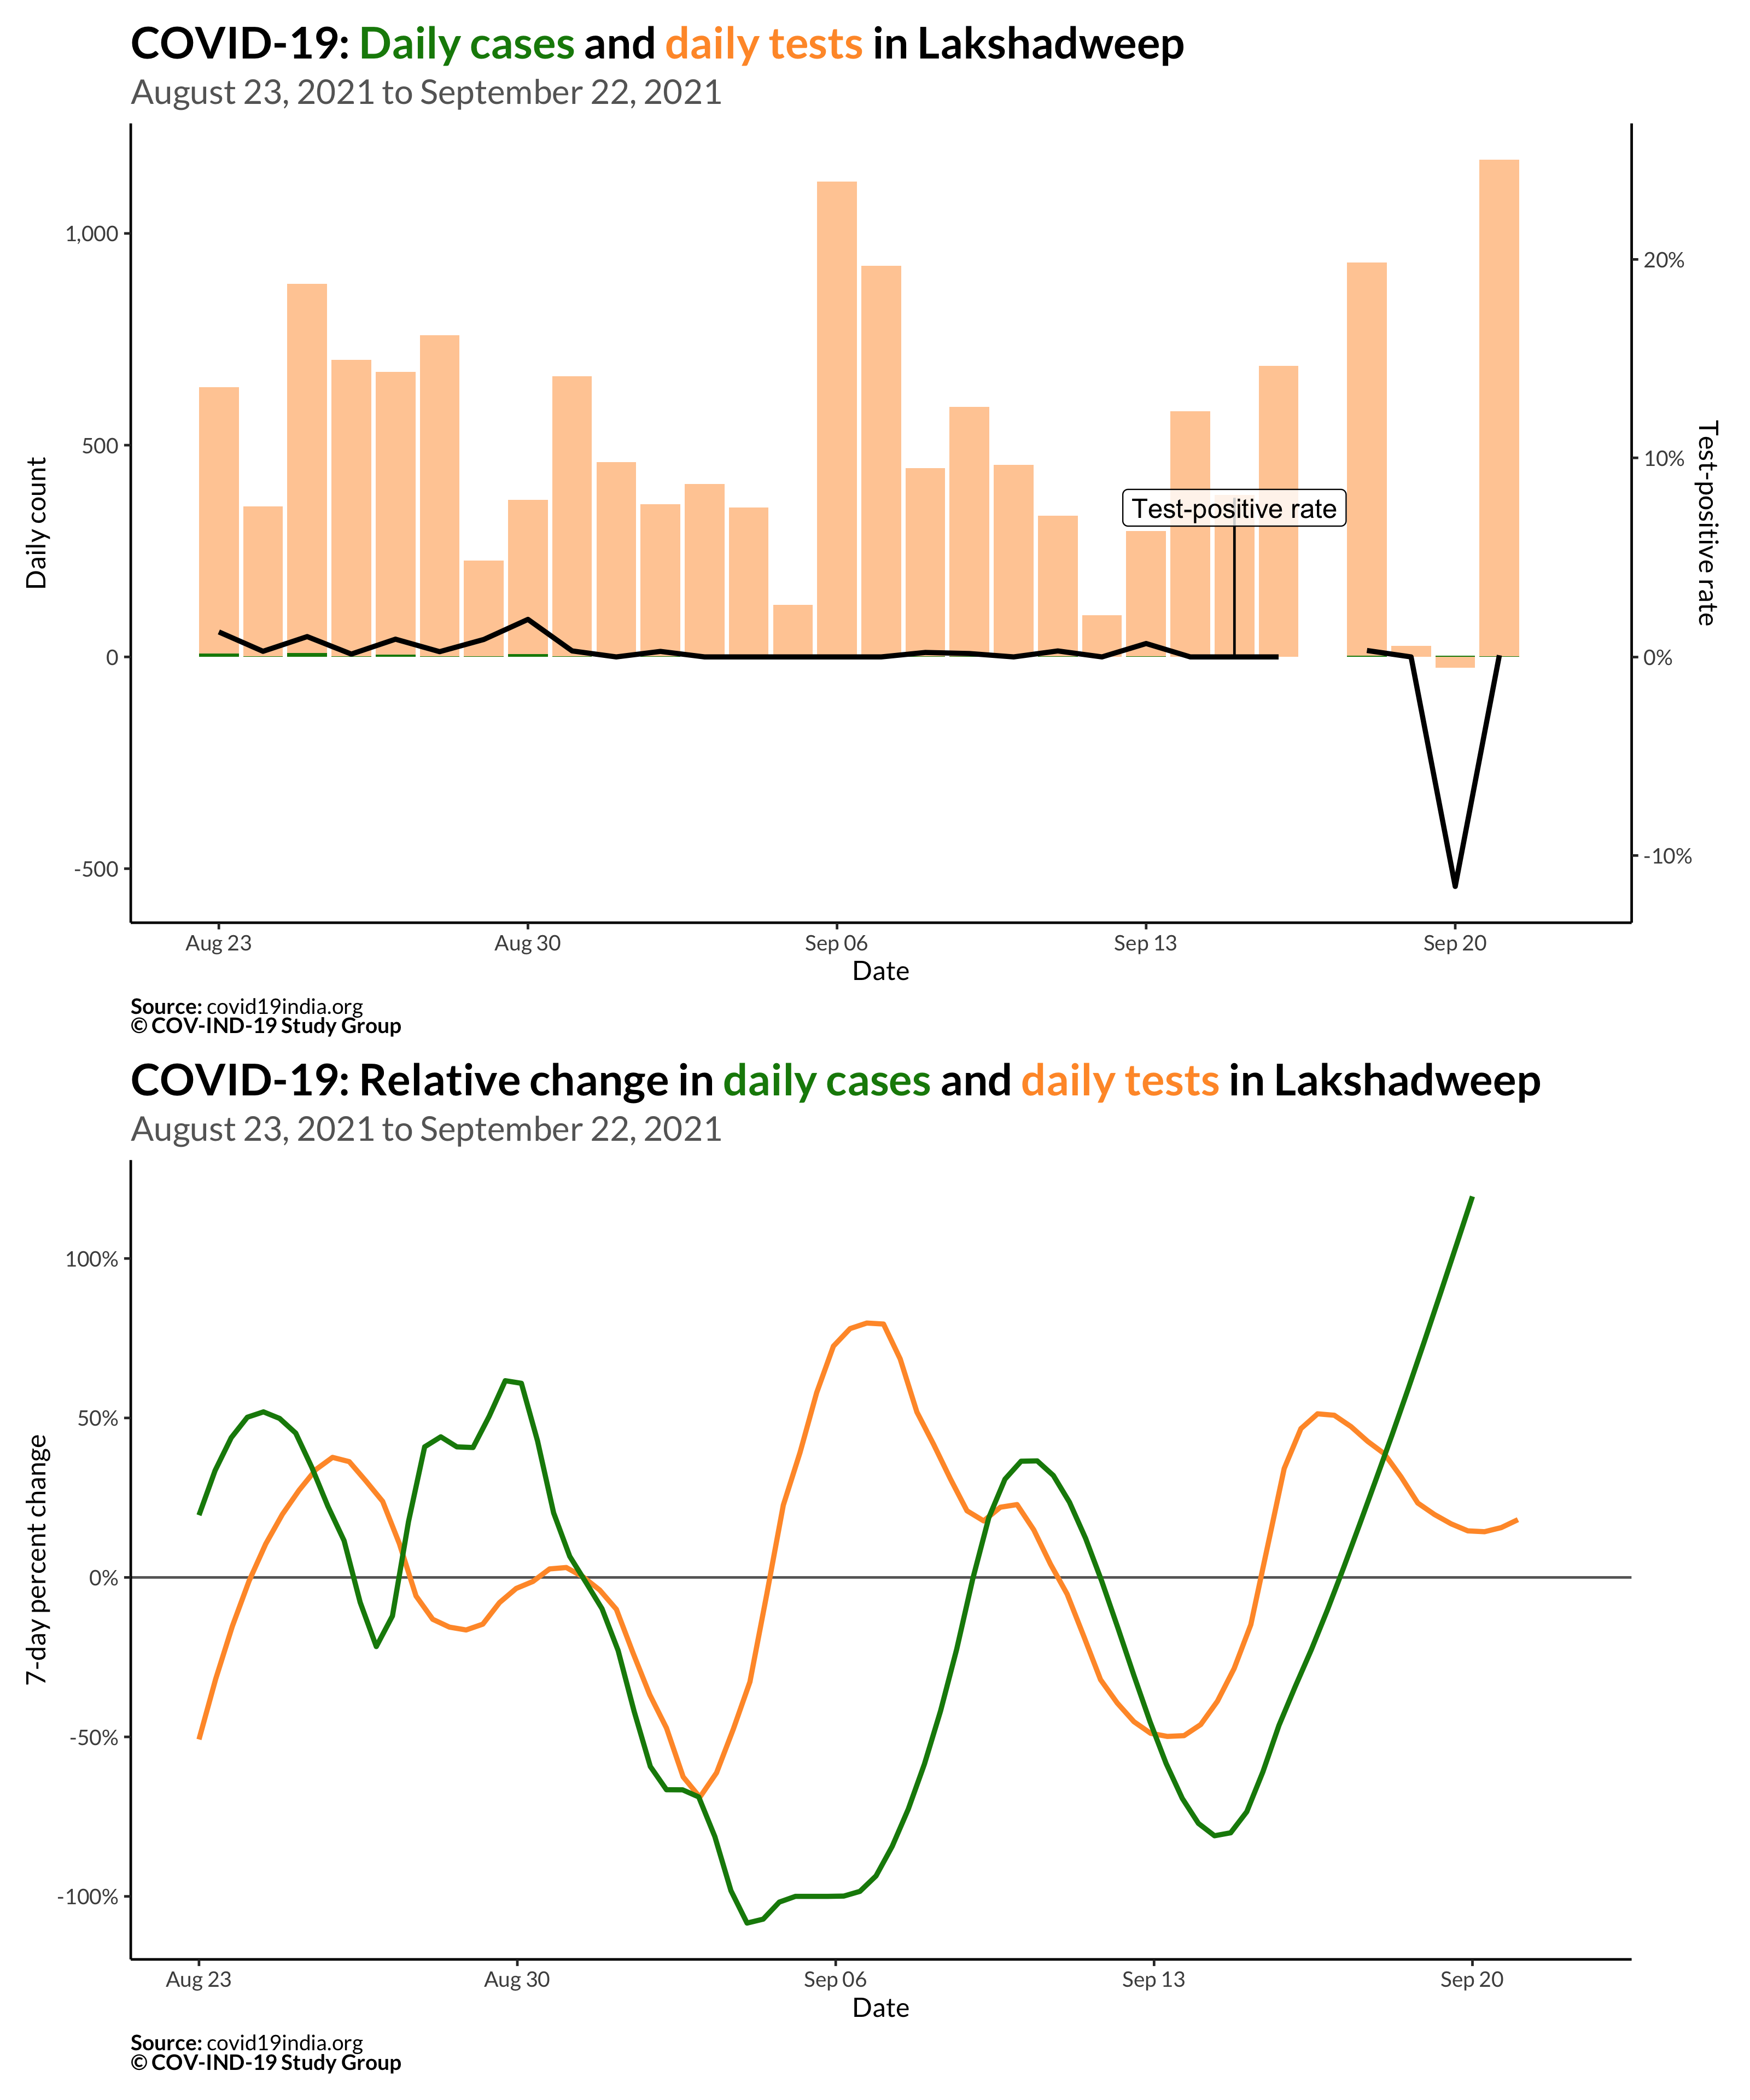 COVID-19: Daily cases and daily tests in Lakshadweep
August 23, 2021 to September 22, 2021
Daily count
1,000
500
0
-500
Test-positive rate
20%
10%
0%
-10%
Test-positive rate
Aug 23
Aug 30
Sep 06
Sep 13
Sep 20
Date
Source: covid19india.org
© COV-IND-19 Study Group
COVID-19: Relative change in daily cases and daily tests in Lakshadweep
August 23, 2021 to September 22, 2021
7-day percent change
100%
50%
0%
-50%
-100%
Aug 23
Aug 30
Sep 06
Sep 13
Sep 20
Date
Source: covid19india.org
© COV-IND-19 Study Group